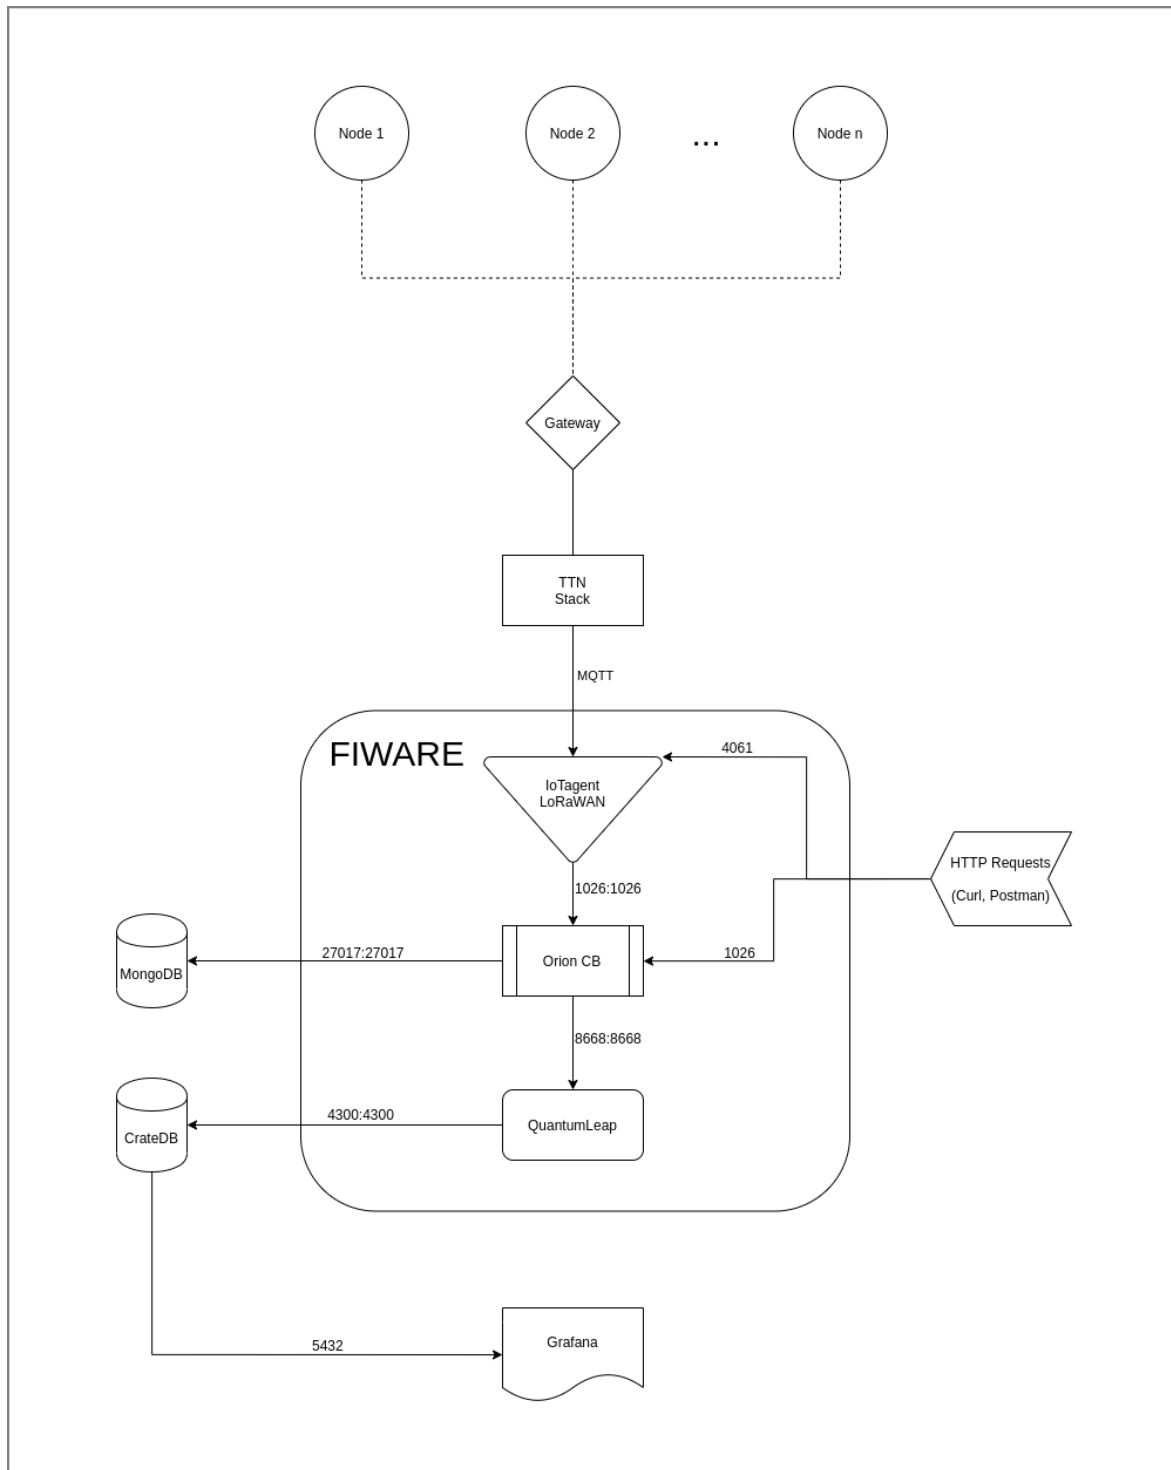 Node 1
Node 2
...
Node n
Gateway
TTN
Stack
MQTT
FIWARE
4061
IoTagent
LoRaWAN
HTTP Requests
(Curl, Postman)
1026:1026
27017:27017
Orion CB
1026
MongoDB
8668:8668
4300:4300
QuantumLeap
CrateDB
5432
Grafana